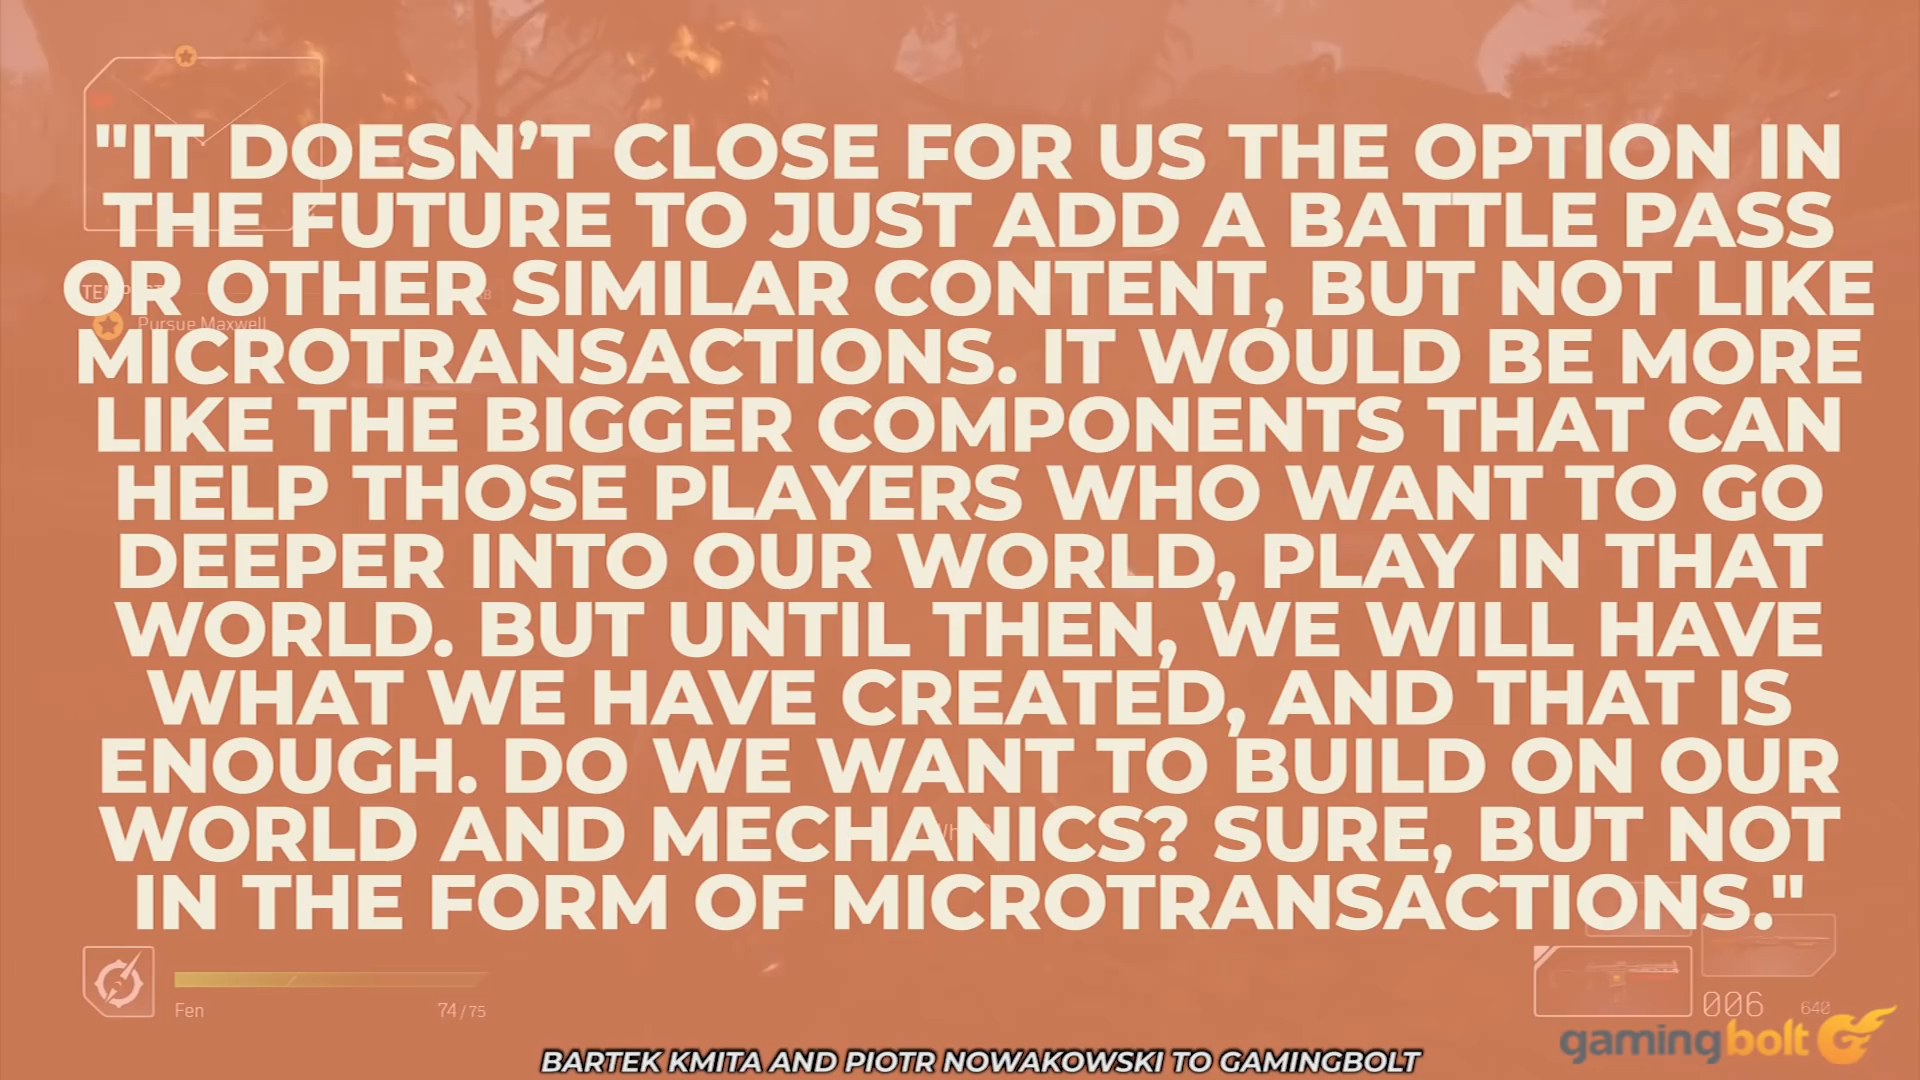 "IT DOESN’T CLOSE FOR US THE OPTION IN
THE FUTURE TO JUST ADD A BATTLE PASS
OR OTHER SIMILAR CONTENT, BUT NOT LIKE
MICROTRANSACTIONS. IT WOULD BE MORE
LIKE THE BIGGER COMPONENTS THAT CAN
HELP THOSE PLAYERS WHO WANT TO GO
DEEPER INTO OUR WORLD, PLAY IN THAT
WORLD. BUT UNTIL THEN, WE WILL HAVE
WHAT WE HAVE CREATED, AND THAT IS
ENOUGH. DO WE WANT TO BUILD ON OUR
WORLD AND MECHANICS? SURE, BUT NOT
IN THE FORM OF MICROTRANSACTIONS."
Pursue Maxwell
Fen
74/75
006
640
gamingbolt
BARTEK KMITA AND PIOTR NOWAKOWSKI TO GAMINGBOLT